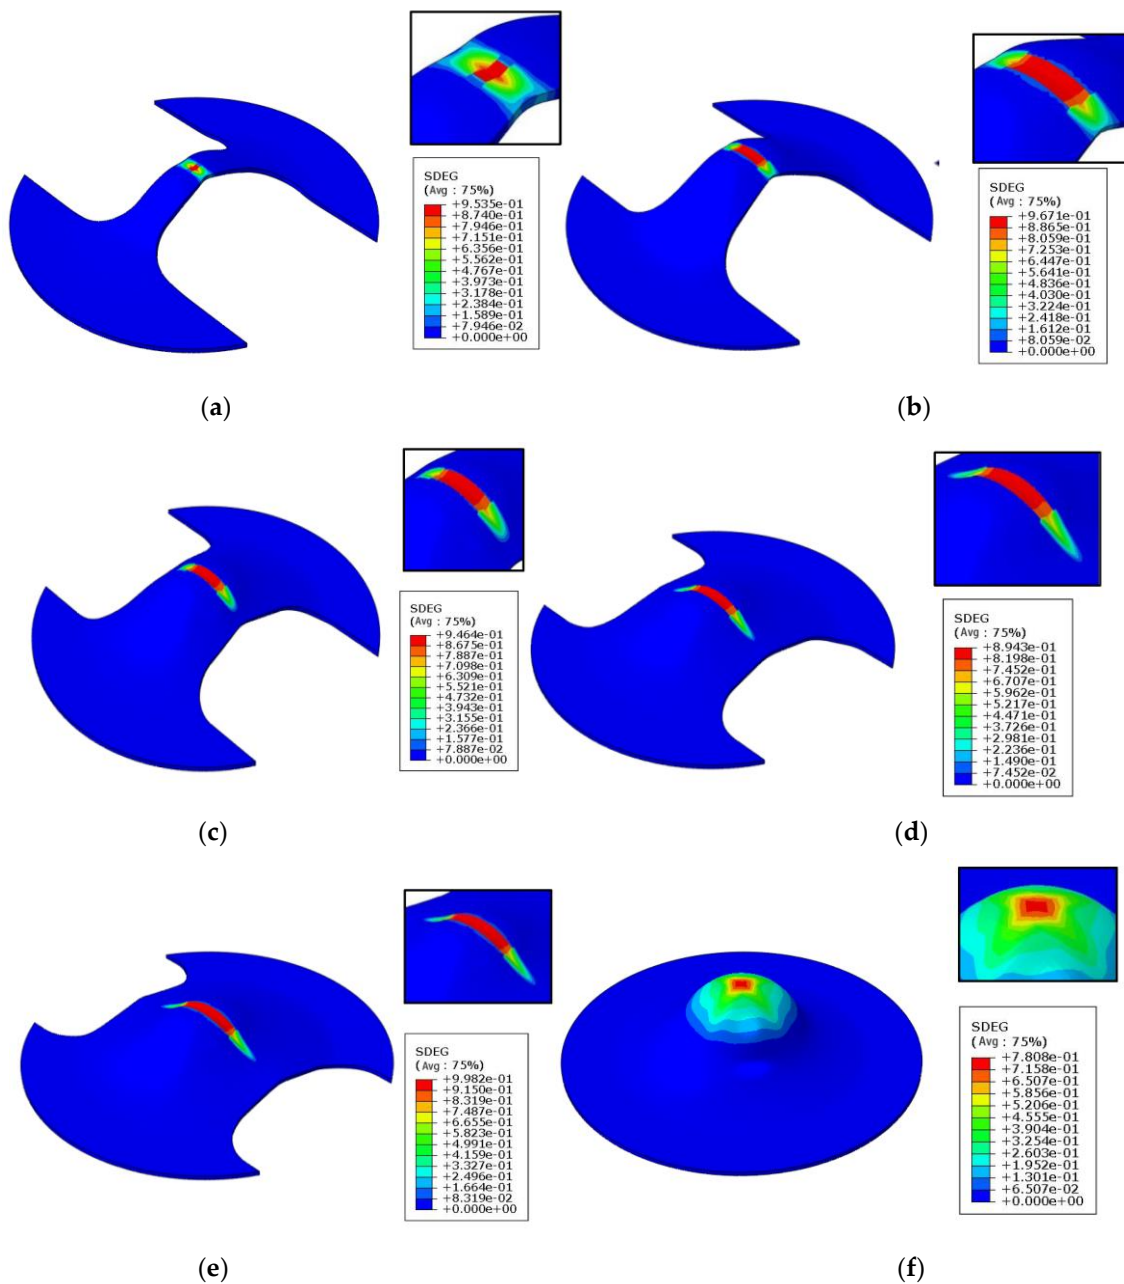 SDEG
(Avg : 75%)
+9.535e-01
+8.740e-01
+7.946e-01
+7.151e-01
+6.356e-01
+5.562e-01
+4.767e-01
+3.973e-01
+3.178e-01
+2.384e-01
+1.589e-01
+7.946e-02
+0.000e+00
(a)
SDEG
(Avg : 75%)
+9.671e-01
+8.865e-01
+8.059e-01
+7.253e-01
+6.447e-01
+5.641e-01
+4.836e-01
+4.030e-01
+3.224e-01
+2.418e-01
+1.612e-01
+8.059e-02
+0.000e+00
(b)
SDEG
(Avg : 75%)
+9.464e-01
+8.675e-01
+7.887e-01
+7.098e-01
+6.309e-01
+5.521e-01
+4.732e-01
+3.943e-01
+3.155e-01
+2.366e-01
+1.577e-01
+7.887e-02
+0.000e+00
(c)
SDEG
(Avg : 75%)
+8.943e-01
+8.198e-01
+7.452e-01
+6.707e-01
+5.962e-01
+5.217e-01
+4.471e-01
+3.726e-01
+2.981e-01
+2.236e-01
+1.490e-01
+7.452e-02
+0.000e+00
(d)
SDEG
(Avg : 75%)
+9.982e-01
+9.150e-01
+8.319e-01
+7.487e-01
+6.655e-01
+5.823e-01
+4.991e-01
+4.159e-01
+3.327e-01
+2.496e-01
+1.664e-01
+8.319e-02
+0.000e+00
(e)
SDEG
(Avg : 75%)
+7.808e-01
+7.158e-01
+6.507e-01
+5.856e-01
+5.206e-01
+4.555e-01
+3.904e-01
+3.254e-01
+2.603e-01
+1.952e-01
+1.301e-01
+6.507e-02
+0.000e+00
(f)